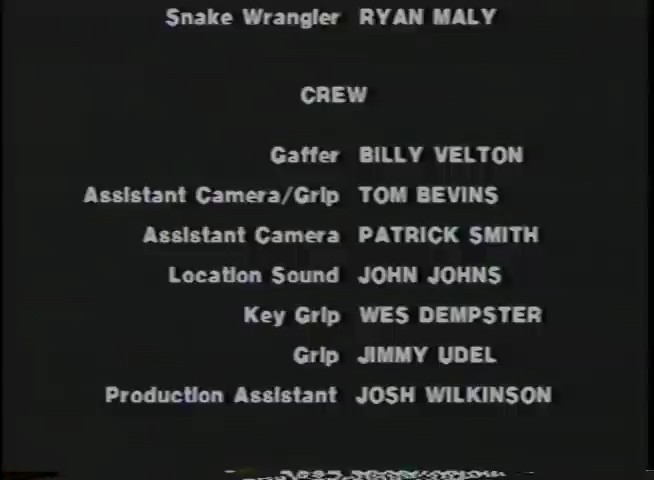 Snake Wrangler RYAN MALY
CREW
Gaffer BILLY VELTON
Assistant Camera/Grip TOM BEVINS
Assistant Camera PATRICK SMITH
Location Sound JOHN JOHNS
Key Grip WES DEMPSTER
Grip JIMMY UDEL
Production Assistant JOSH WILKINSON